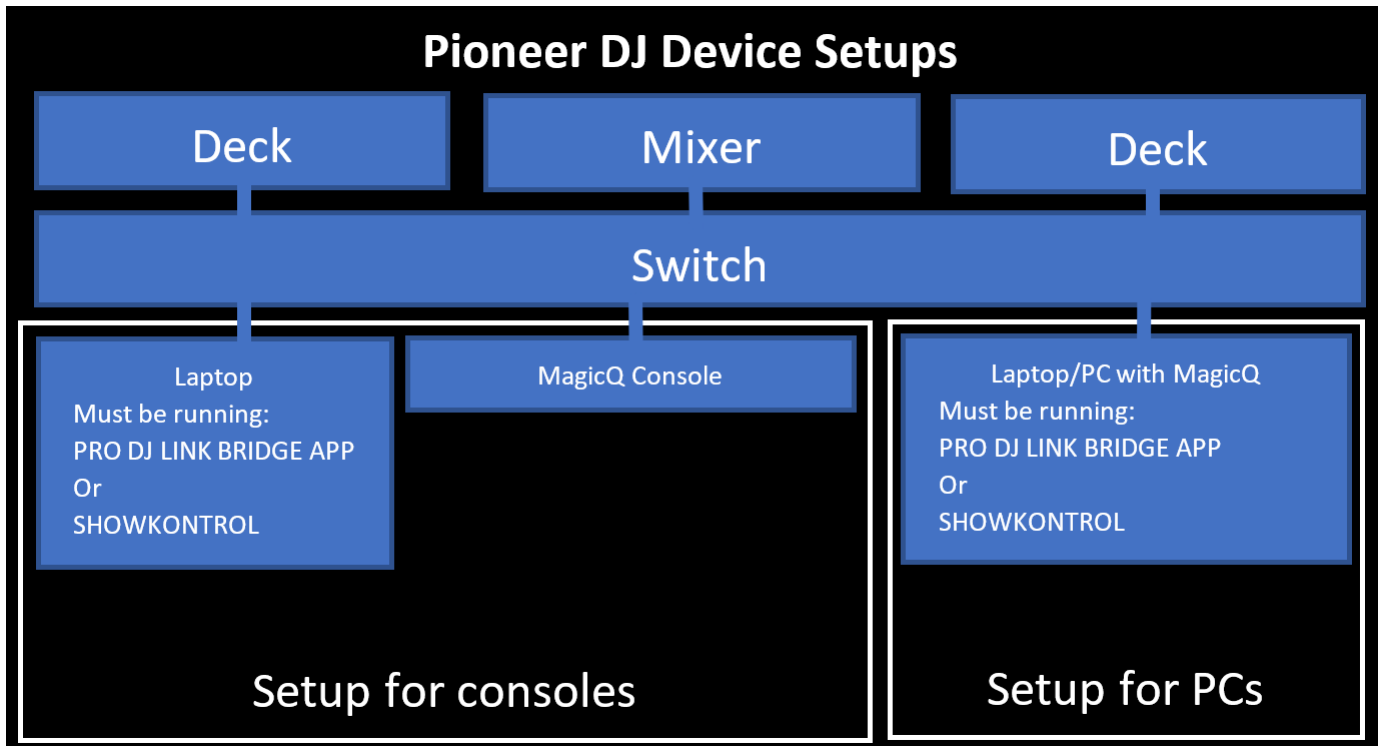 Pioneer DJ Device Setups
Deck
Mixer
Deck
Switch
Laptop
Must be running:
PRO DJ LINK BRIDGE APP
Or
SHOWKONTROL
MagicQ Console
Laptop/PC with MagicQ
Must be running:
PRO DJ LINK BRIDGE APP
Or
SHOWKONTROL
Setup for consoles
Setup for PCs